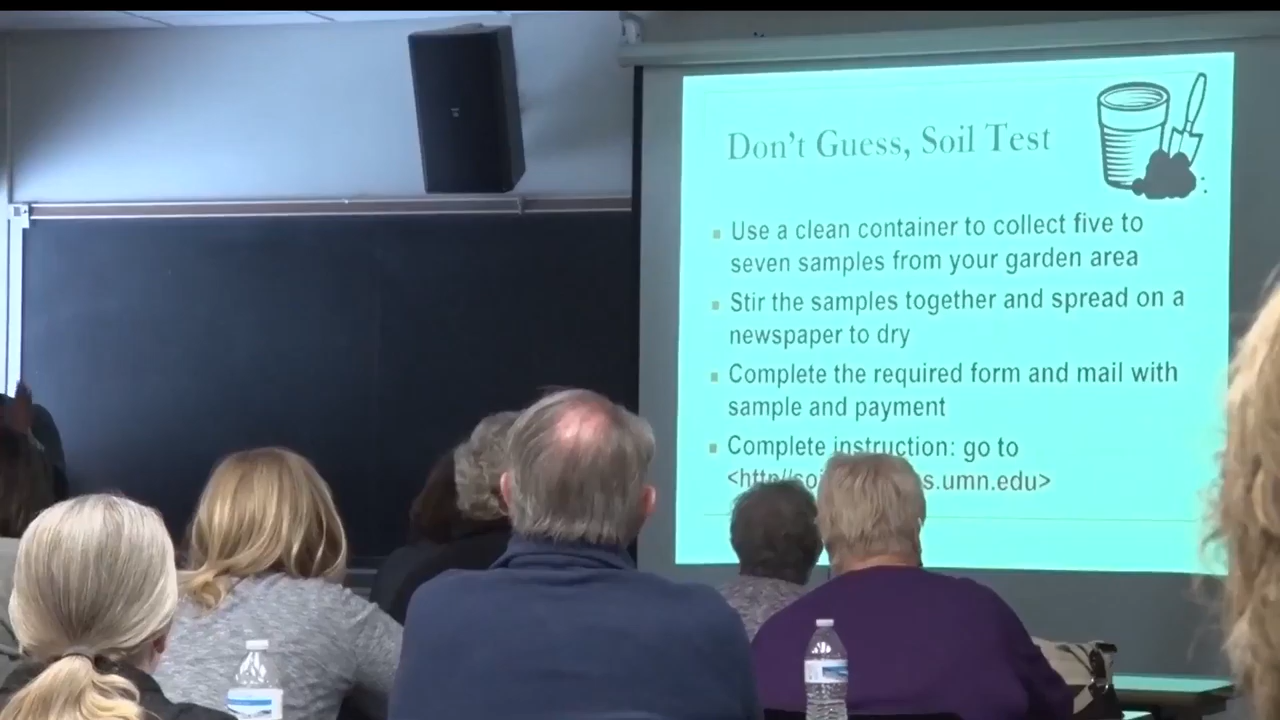 Don't Guess, Soil Test
Use a clean container to collect five to
seven samples from your garden area
Stir the samples together and spread on a
newspaper to dry
Complete the required form and mail with
sample and payment
Complete instruction: go to
<http//soi s.umn.edu>